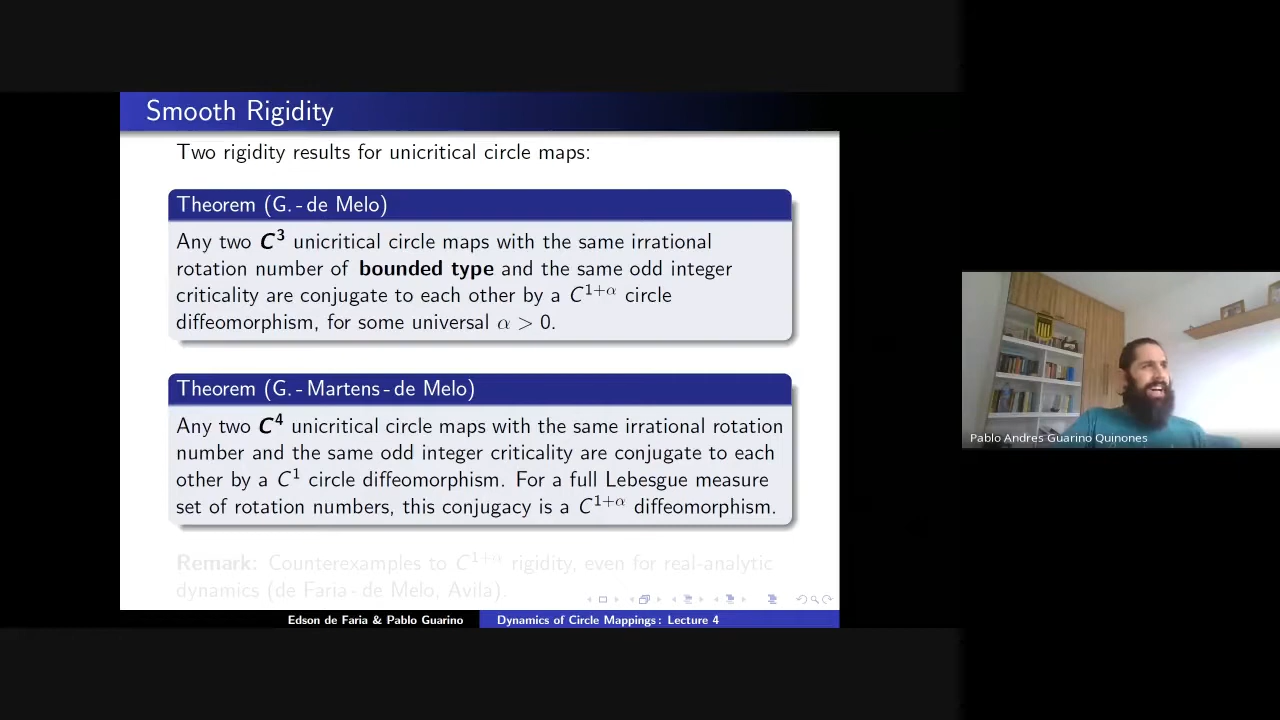 Smooth Rigidity
Two rigidity results for unicritical circle maps:
Theorem (G. - de Melo)
Any two C³ unicritical circle maps with the same irrational
rotation number of bounded type and the same odd integer
criticality are conjugate to each other by a C¹⁺ᵅ circle
diffeomorphism, for some universal α > 0.
Theorem (G. - Martens - de Melo)
Any two C⁴ unicritical circle maps with the same irrational rotation
number and the same odd integer criticality are conjugate to each
other by a C¹ circle diffeomorphism. For a full Lebesgue measure
set of rotation numbers, this conjugacy is a C¹⁺ᵅ diffeomorphism.
Remark: Counterexamples to C¹⁺ᵅ rigidity, even for real-analytic
dynamics (de Faria - de Melo, Avila).
Edson de Faria & Pablo Guarino
Dynamics of Circle Mappings: Lecture 4
Pablo Andres Guarino Quinones